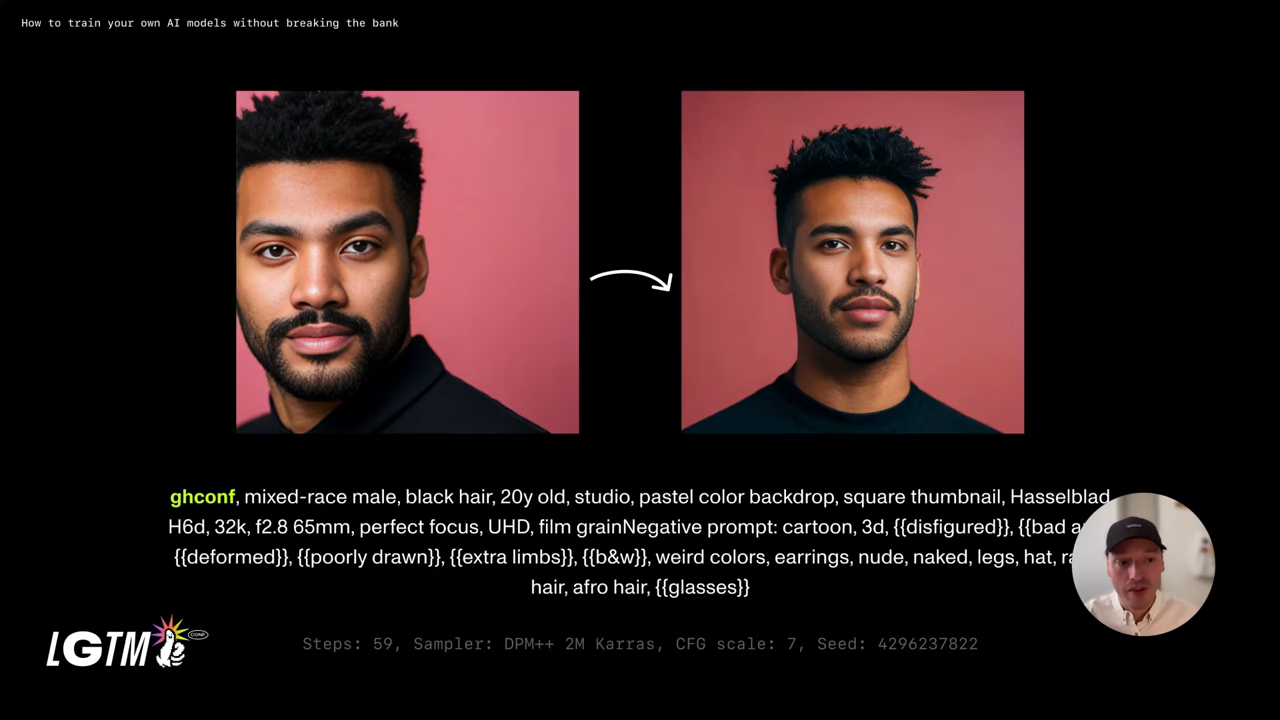 How to train your own AI models without breaking the bank
ghconf, mixed-race male, black hair, 20y old, studio, pastel color backdrop, square thumbnail, Hasselblad
H6d, 32k, f2.8 65mm, perfect focus, UHD, film grainNegative prompt: cartoon, 3d, {{disfigured}}, {{bad
{{deformed}}, {{poorly drawn}}, {{extra limbs}}, {{b&w}}, weird colors, earrings, nude, naked, legs, hat,
hair, afro hair, {{glasses}}
LGTM CONF
Steps: 59, Sampler: DPM++ 2M Karras, CFG scale: 7, Seed: 4296237822